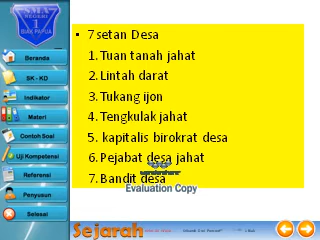 SMA NEGERI
1
BIAK PAPUA
Beranda
SK - KD
Indikator
Materi
Contoh Soal
Uji Kompetensi
Referensi
Penyusun
Selesai
• 7 setan Desa
1. Tuan tanah jahat
2. Lintah darat
3. Tukang ijon
4. Tengkulak jahat
5. kapitalis birokrat desa
6. Pejabat desa jahat
7. Bandit desa
Evaluation Copy
Sejarah